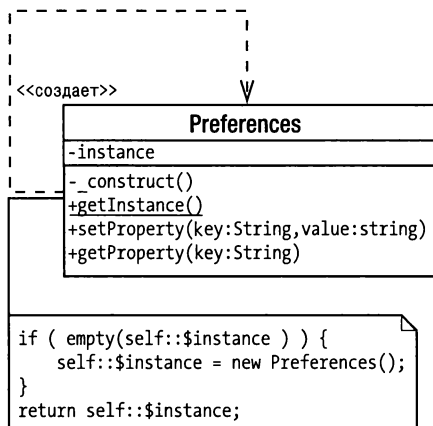 <<создает>>
Preferences
-instance
-_construct()
+getInstance()
+setProperty(key:String,value:string)
+getProperty(key:String)
if ( empty(self::$instance ) ) {
    self::$instance = new Preferences();
}
return self::$instance;